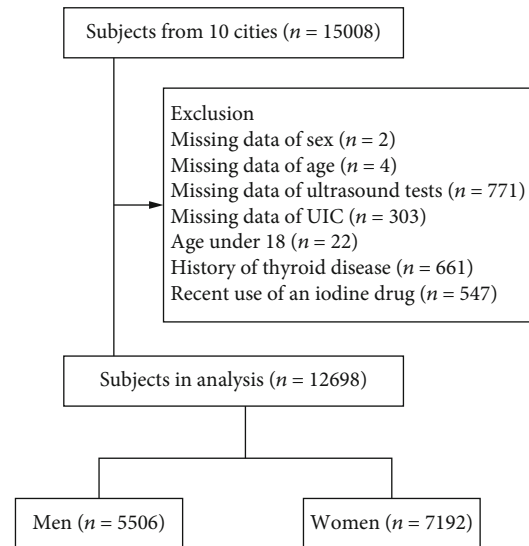 Subjects from 10 cities (n = 15008)
Exclusion
Missing data of sex (n = 2)
Missing data of age (n = 4)
Missing data of ultrasound tests (n = 771)
Missing data of UIC (n = 303)
Age under 18 (n = 22)
History of thyroid disease (n = 661)
Recent use of an iodine drug (n = 547)
Subjects in analysis (n = 12698)
Men (n = 5506)
Women (n = 7192)